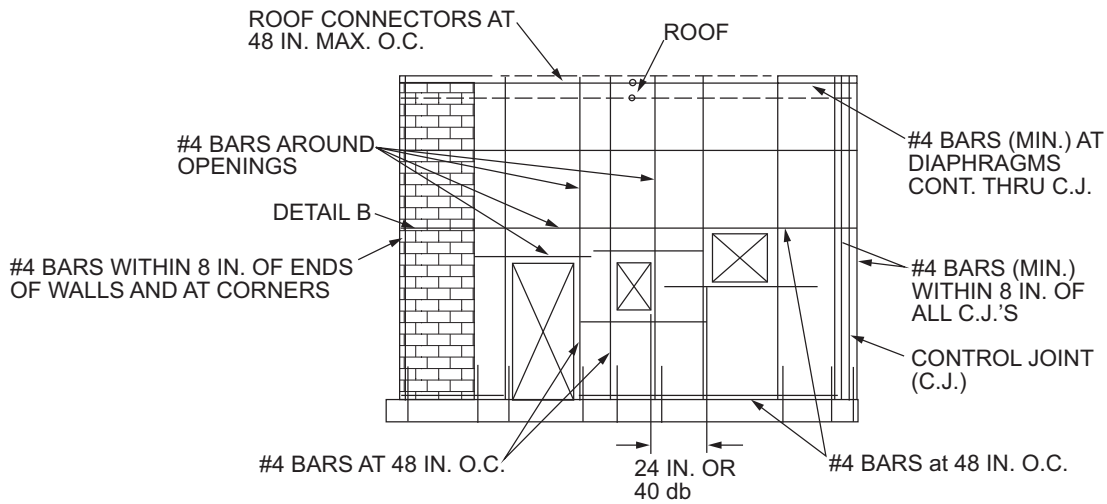 ROOF CONNECTORS AT
48 IN. MAX. O.C.
ROOF
#4 BARS AROUND
OPENINGS
#4 BARS (MIN.) AT
DIAPHRAGMS
CONT. THRU C.J.
DETAIL B
#4 BARS WITHIN 8 IN. OF ENDS
OF WALLS AND AT CORNERS
#4 BARS (MIN.)
WITHIN 8 IN. OF
ALL C.J.'S
CONTROL JOINT
(C.J.)
#4 BARS AT 48 IN. O.C.
24 IN. OR
40 db
#4 BARS at 48 IN. O.C.